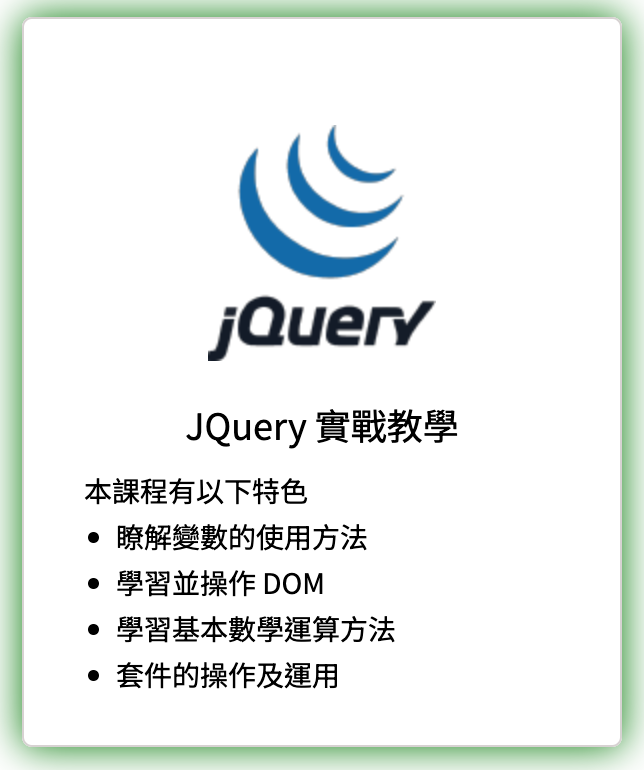 jQuery
JQuery 實戰教學
本課程有以下特色
• 瞭解變數的使用方法
• 學習並操作 DOM
• 學習基本數學運算方法
• 套件的操作及運用